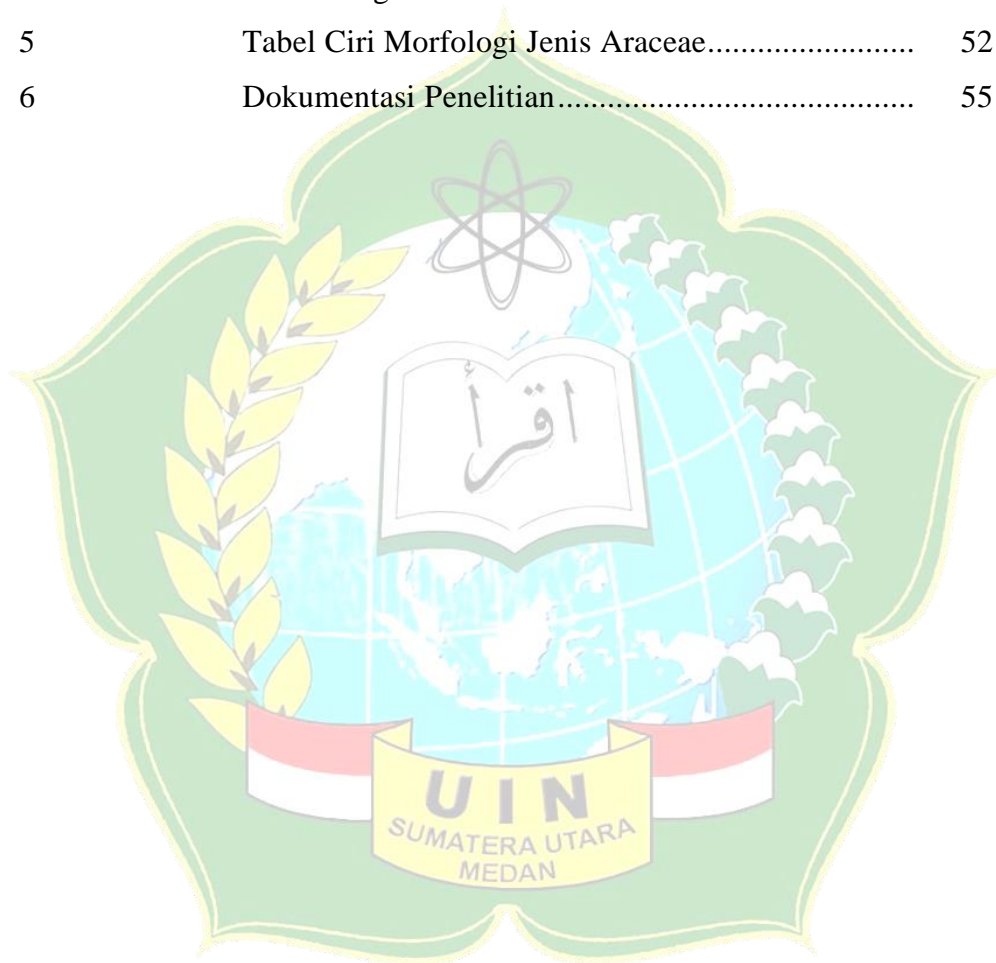 5 Tabel Ciri Morfologi Jenis Araceae........................ 52
6 Dokumentasi Penelitian........................................... 55
اقرأ
UIN
SUMATERA UTARA
MEDAN